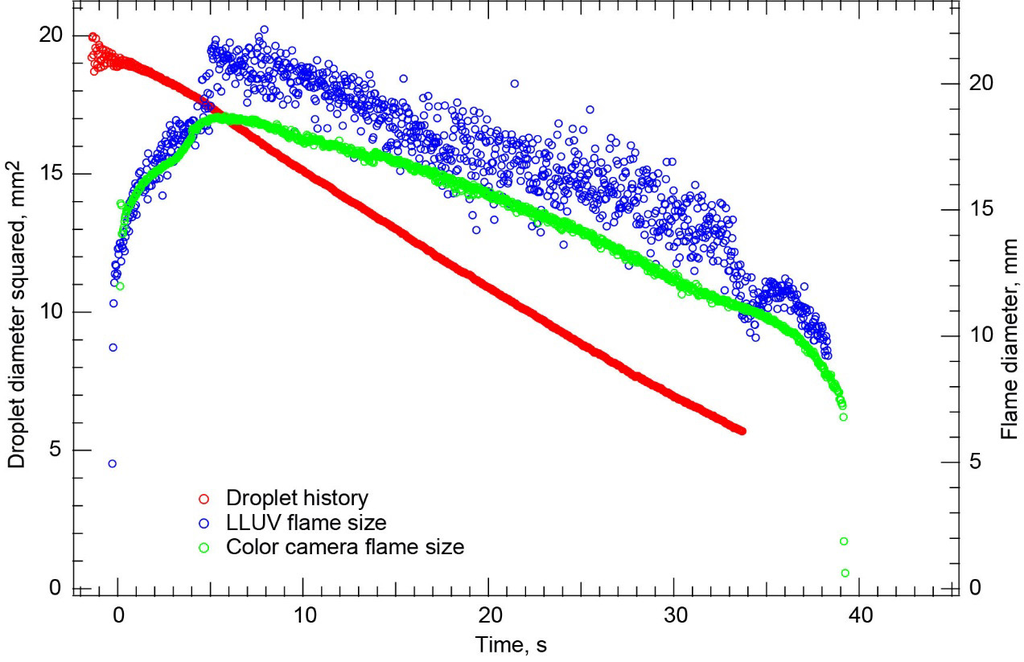 20
15
10
5
0
Droplet diameter squared, mm2
20
15
10
5
0
Flame diameter, mm
Droplet history
LLUV flame size
Color camera flame size
0 10 20 30 40
Time, s